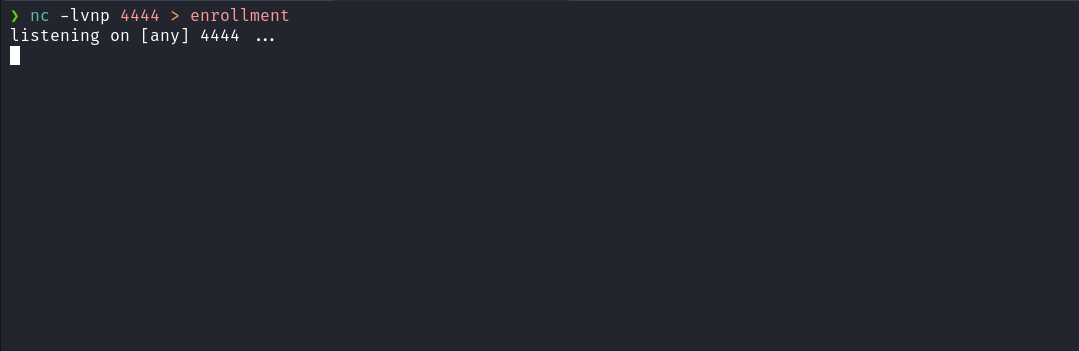 ❯ nc -lvnp 4444 > enrollment
listening on [any] 4444 ...